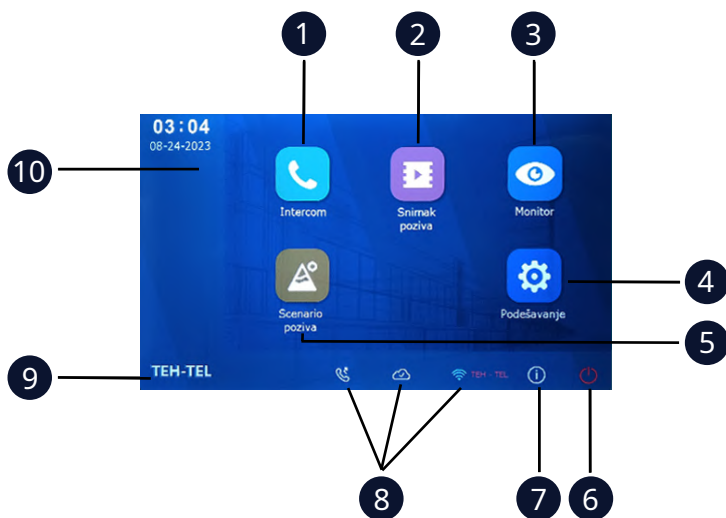 1
2
3
03:04
08-24-2023
10
Intercom
Snimak
poziva
Monitor
4
Scenario
poziva
Podešavanje
5
9
TEH-TEL
TEH - TEL
8
7
6